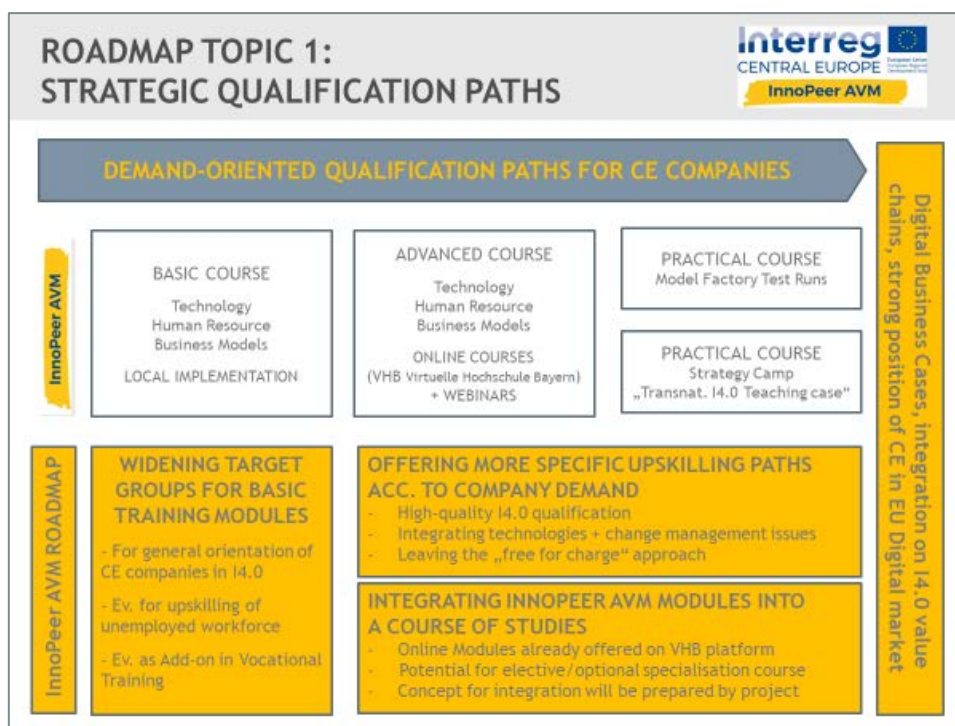 ROADMAP TOPIC 1:
STRATEGIC QUALIFICATION PATHS
Interreg
CENTRAL EUROPE
European Union
European Regional
Development Fund
InnoPeer AVM
DEMAND-ORIENTED QUALIFICATION PATHS FOR CE COMPANIES
InnoPeer AVM
BASIC COURSE
Technology
Human Resource
Business Models
LOCAL IMPLEMENTATION
ADVANCED COURSE
Technology
Human Resource
Business Models
ONLINE COURSES
(VHB Virtuelle Hochschule Bayern)
+ WEBINARS
PRACTICAL COURSE
Model Factory Test Runs
PRACTICAL COURSE
Strategy Camp
„Transnat. I4.0 Teaching case“
InnoPeer AVM ROADMAP
WIDENING TARGET
GROUPS FOR BASIC
TRAINING MODULES
- For general orientation of
CE companies in I4.0
- Ev. for upskilling of
unemployed workforce
- Ev. as Add-on in Vocational
Training
OFFERING MORE SPECIFIC UPSKILLING PATHS
ACC. TO COMPANY DEMAND
- High-quality I4.0 qualification
- Integrating technologies + change management issues
- Leaving the „free for charge“ approach
INTEGRATING INNOPEER AVM MODULES INTO
A COURSE OF STUDIES
- Online Modules already offered on VHB platform
- Potential for elective/optional specialisation course
- Concept for integration will be prepared by project
Digital Business Cases, integration on I4.0 value
chains, strong position of CE in EU Digital market